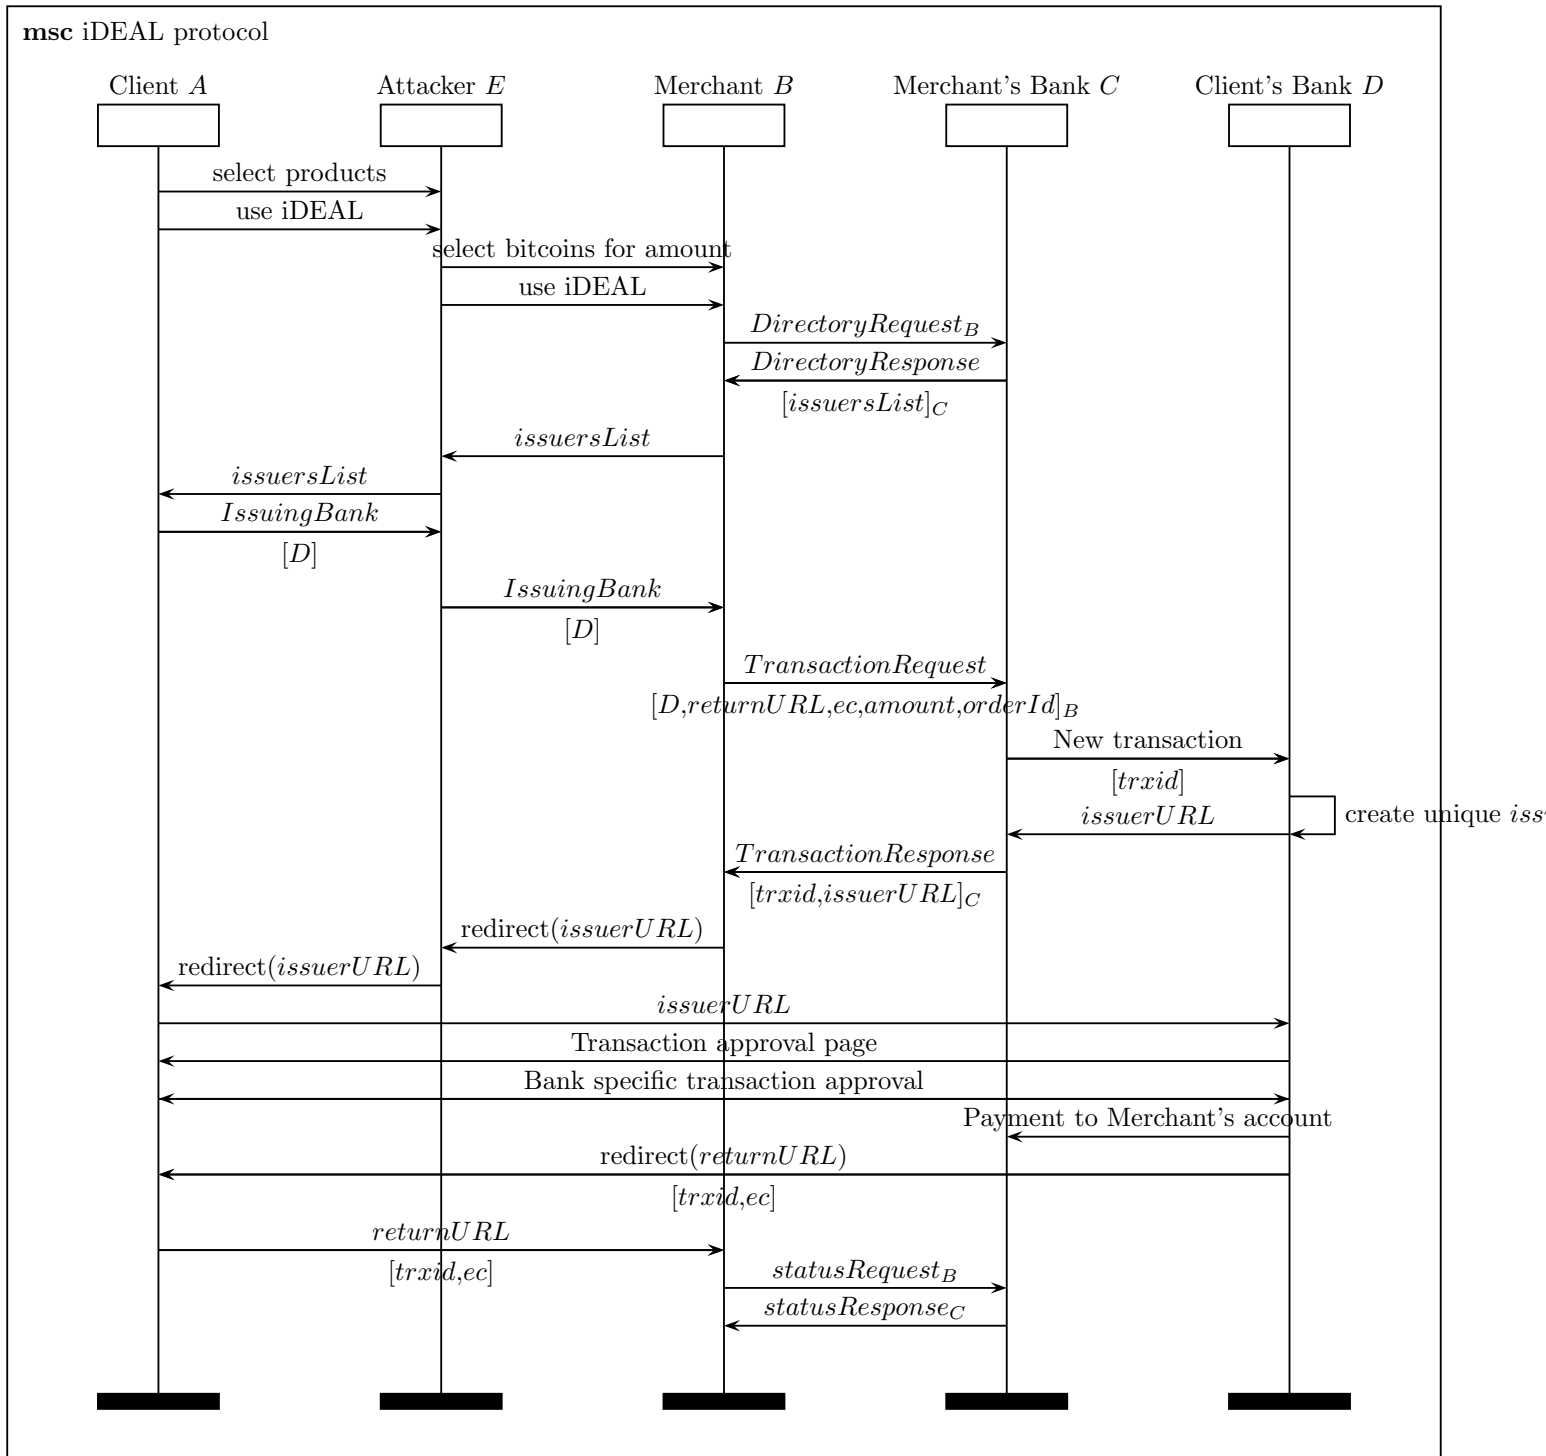 msc iDEAL protocol
Client A
Attacker E
Merchant B
Merchant's Bank C
Client's Bank D
select products
use iDEAL
select bitcoins for amount
use iDEAL
DirectoryRequest_B
DirectoryResponse
[issuersList]_C
issuersList
issuersList
IssuingBank
[D]
IssuingBank
[D]
TransactionRequest
[D,returnURL,ec,amount,orderId]_B
New transaction
[trxid]
create unique
issuerURL
TransactionResponse
[trxid,issuerURL]_C
redirect(issuerURL)
redirect(issuerURL)
issuerURL
Transaction approval page
Bank specific transaction approval
Payment to Merchant's account
redirect(returnURL)
[trxid,ec]
returnURL
[trxid,ec]
statusRequest_B
statusResponse_C